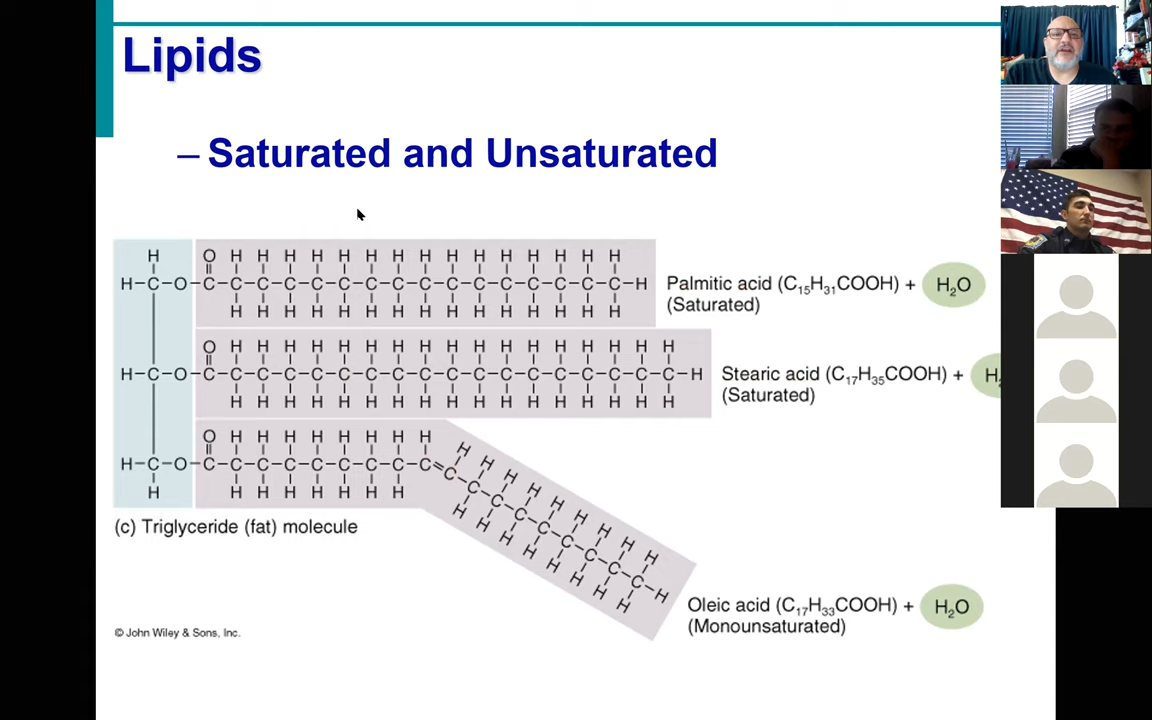 Lipids
– Saturated and Unsaturated
H
O H H H H H H H H H H H H H H H
H–C–O–C–C–C–C–C–C–C–C–C–C–C–C–C–C–C–C–H
H H H H H H H H H H H H H H H
Palmitic acid (C₁₅H₃₁COOH) + H₂O
(Saturated)
O H H H H H H H H H H H H H H H H H
H–C–O–C–C–C–C–C–C–C–C–C–C–C–C–C–C–C–C–C–C–H
H H H H H H H H H H H H H H H H H
Stearic acid (C₁₇H₃₅COOH) + H₂
(Saturated)
O H H H H H H H H
H–C–O–C–C–C–C–C–C–C–C–C=C–C–C–C–C–C–C–C–C–H
H H H H H H H H
H H H H H H H H H
H H H H H H H H
(c) Triglyceride (fat) molecule
Oleic acid (C₁₇H₃₃COOH) + H₂O
(Monounsaturated)
© John Wiley & Sons, Inc.